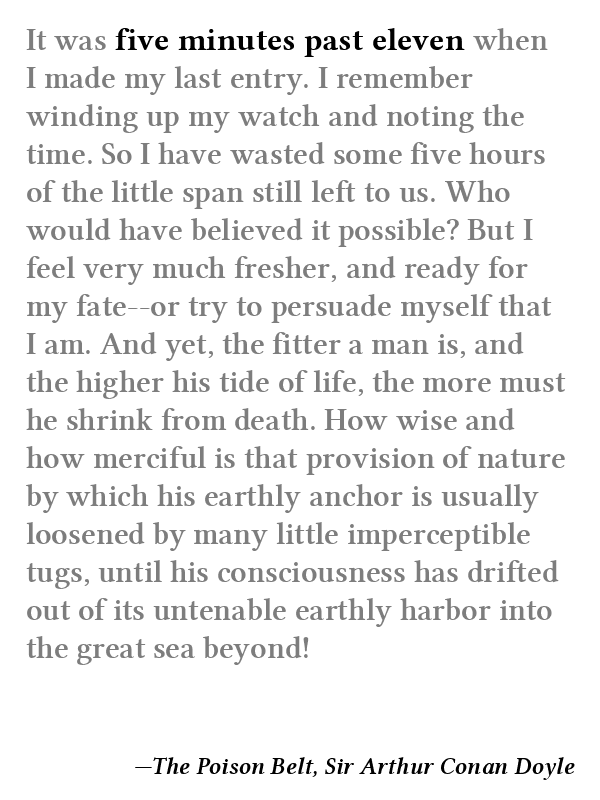 It was five minutes past eleven when
I made my last entry. I remember
winding up my watch and noting the
time. So I have wasted some five hours
of the little span still left to us. Who
would have believed it possible? But I
feel very much fresher, and ready for
my fate--or try to persuade myself that
I am. And yet, the fitter a man is, and
the higher his tide of life, the more must
he shrink from death. How wise and
how merciful is that provision of nature
by which his earthly anchor is usually
loosened by many little imperceptible
tugs, until his consciousness has drifted
out of its untenable earthly harbor into
the great sea beyond!
—The Poison Belt, Sir Arthur Conan Doyle